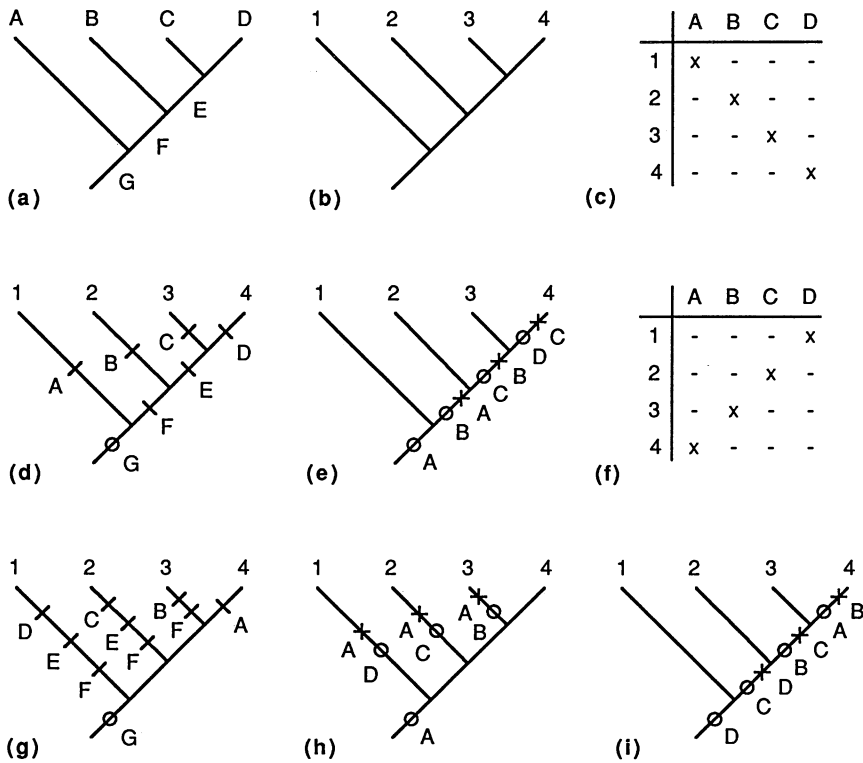 A B C D
E
F
G
(a)
1 2 3 4
(b)
A B C D
1 x - - -
2 - x - -
3 - - x -
4 - - - x
(c)
1 2 3 4
C
D
B
E
A
F
G
(d)
1 2 3 4
C
D
B
C
A
B
A
(e)
A B C D
1 - - - x
2 - - x -
3 - x - -
4 x - - -
(f)
1 2 3 4
D
C
B
A
E
E
F
F
F
G
(g)
1 2 3 4
A
A
A
B
C
D
A
(h)
1 2 3 4
B
A
C
B
D
C
D
(i)